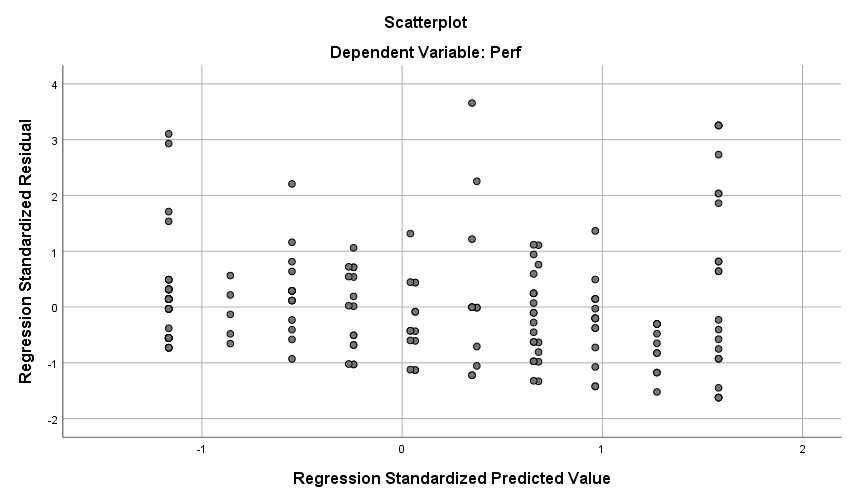 Scatterplot
Dependent Variable: Perf
Regression Standardized Residual
4
3
2
1
0
-1
-2
-1
0
1
2
Regression Standardized Predicted Value